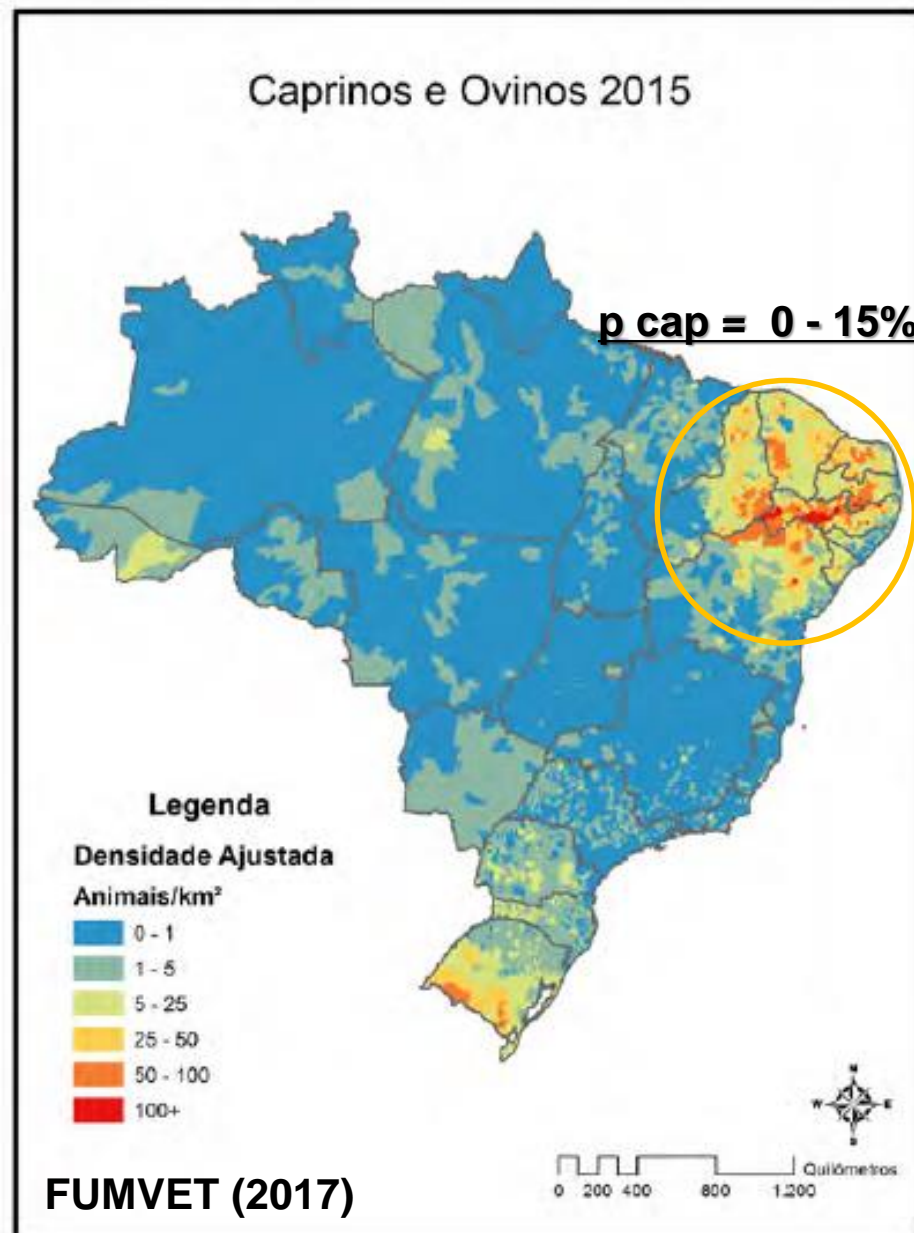 Caprinos e Ovinos 2015
p cap = 0 - 15%
Legenda
Densidade Ajustada
Animais/km²
0 - 1
1 - 5
5 - 25
25 - 50
50 - 100
100+
N
W E
S
Quilômetros
0 200 400 800 1.200
FUMVET (2017)